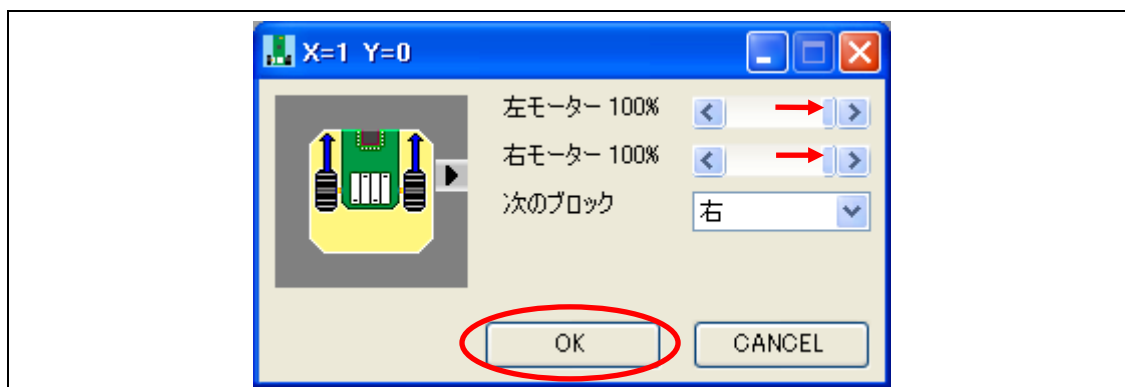 X=1 Y=0
左モーター 100%
右モーター 100%
次のブロック
右
OK
CANCEL